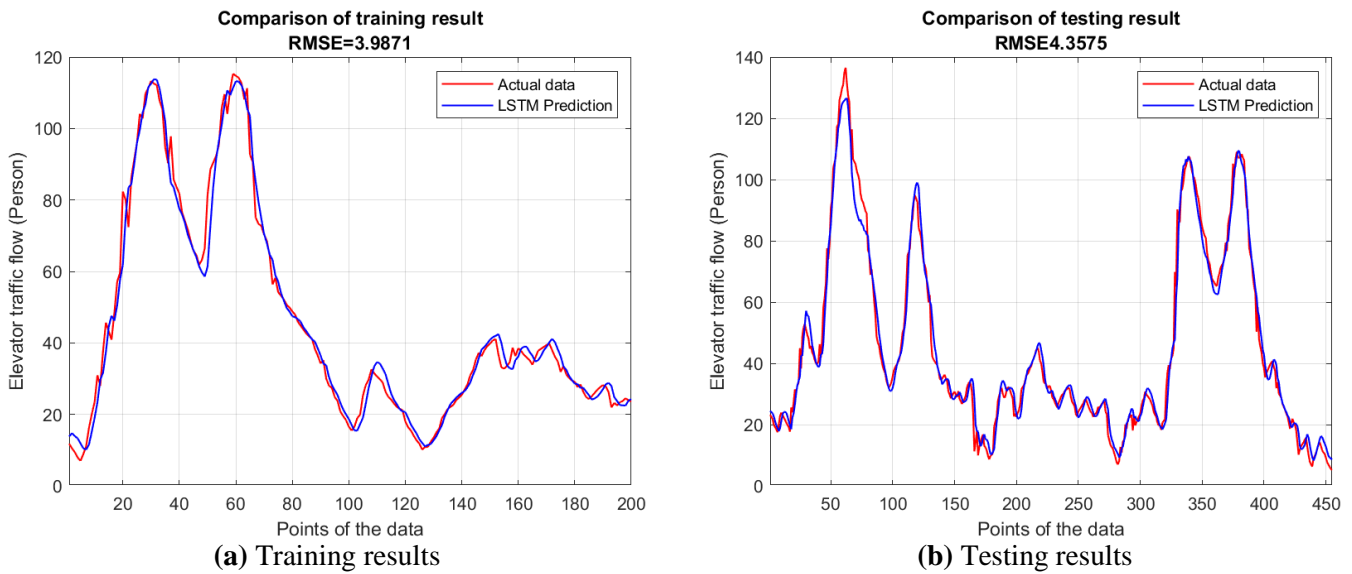 Comparison of training result
RMSE=3.9871
120
100
80
60
40
20
0
Elevator traffic flow (Person)
Actual data
LSTM Prediction
20 40 60 80 100 120 140 160 180 200
Points of the data
(a) Training results
Comparison of testing result
RMSE4.3575
140
120
100
80
60
40
20
0
Elevator traffic flow (Person)
Actual data
LSTM Prediction
50 100 150 200 250 300 350 400 450
Points of the data
(b) Testing results